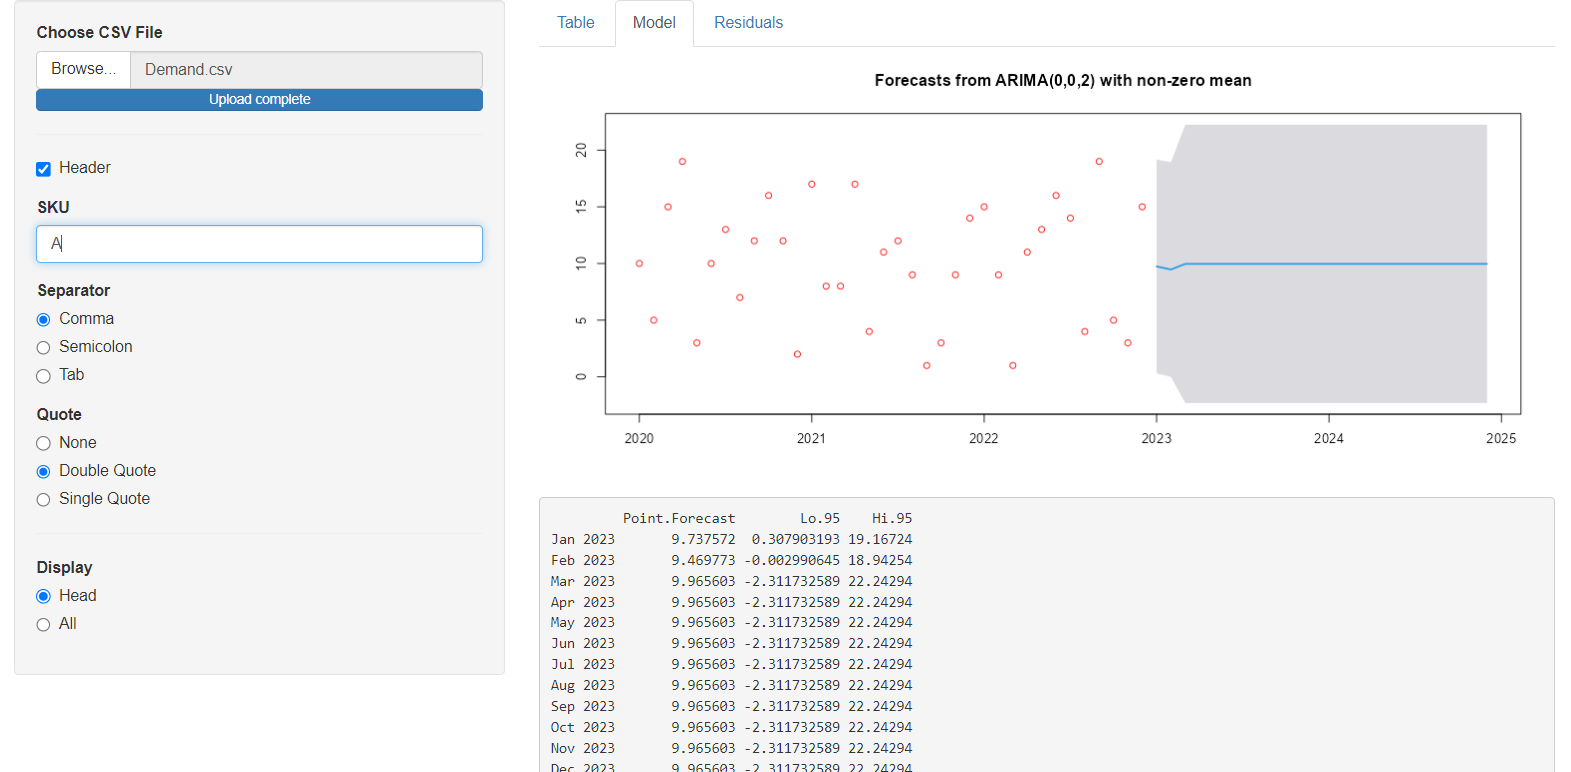 Choose CSV File
Browse... Demand.csv
Upload complete
Header
SKU
A
Separator
Comma
Semicolon
Tab
Quote
None
Double Quote
Single Quote
Display
Head
All
Table Model Residuals
Forecasts from ARIMA(0,0,2) with non-zero mean
20
15
10
5
0
2020 2021 2022 2023 2024 2025
Point.Forecast Lo.95 Hi.95
Jan 2023 9.737572 0.307903193 19.16724
Feb 2023 9.469773 -0.002990645 18.94254
Mar 2023 9.965603 -2.311732589 22.24294
Apr 2023 9.965603 -2.311732589 22.24294
May 2023 9.965603 -2.311732589 22.24294
Jun 2023 9.965603 -2.311732589 22.24294
Jul 2023 9.965603 -2.311732589 22.24294
Aug 2023 9.965603 -2.311732589 22.24294
Sep 2023 9.965603 -2.311732589 22.24294
Oct 2023 9.965603 -2.311732589 22.24294
Nov 2023 9.965603 -2.311732589 22.24294
Dec 2023 9.965603 -2.311732589 22.24294